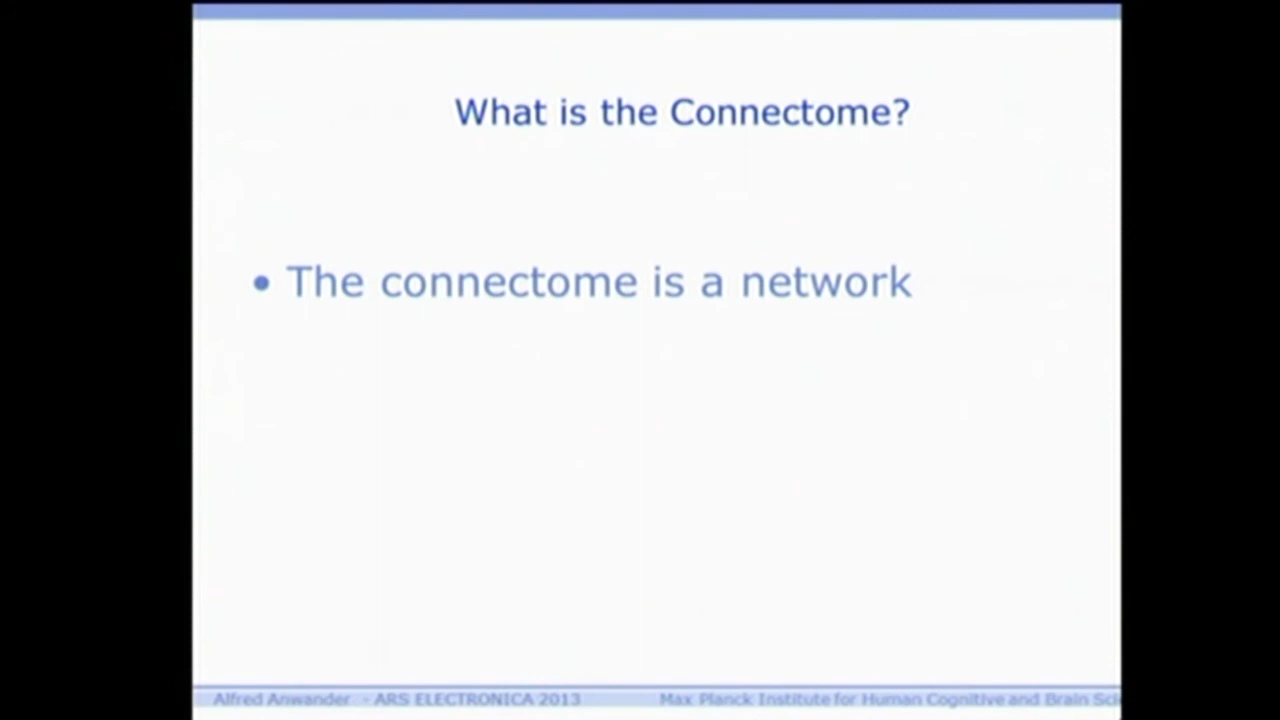 What is the Connectome?
• The connectome is a network
Alfred Anwander - ARS ELECTRONICA 2013 Max Planck Institute for Human Cognitive and Brain